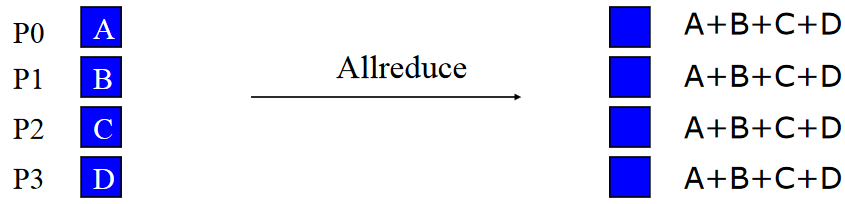 P0 A A+B+C+D
P1 B Allreduce A+B+C+D
P2 C A+B+C+D
P3 D A+B+C+D